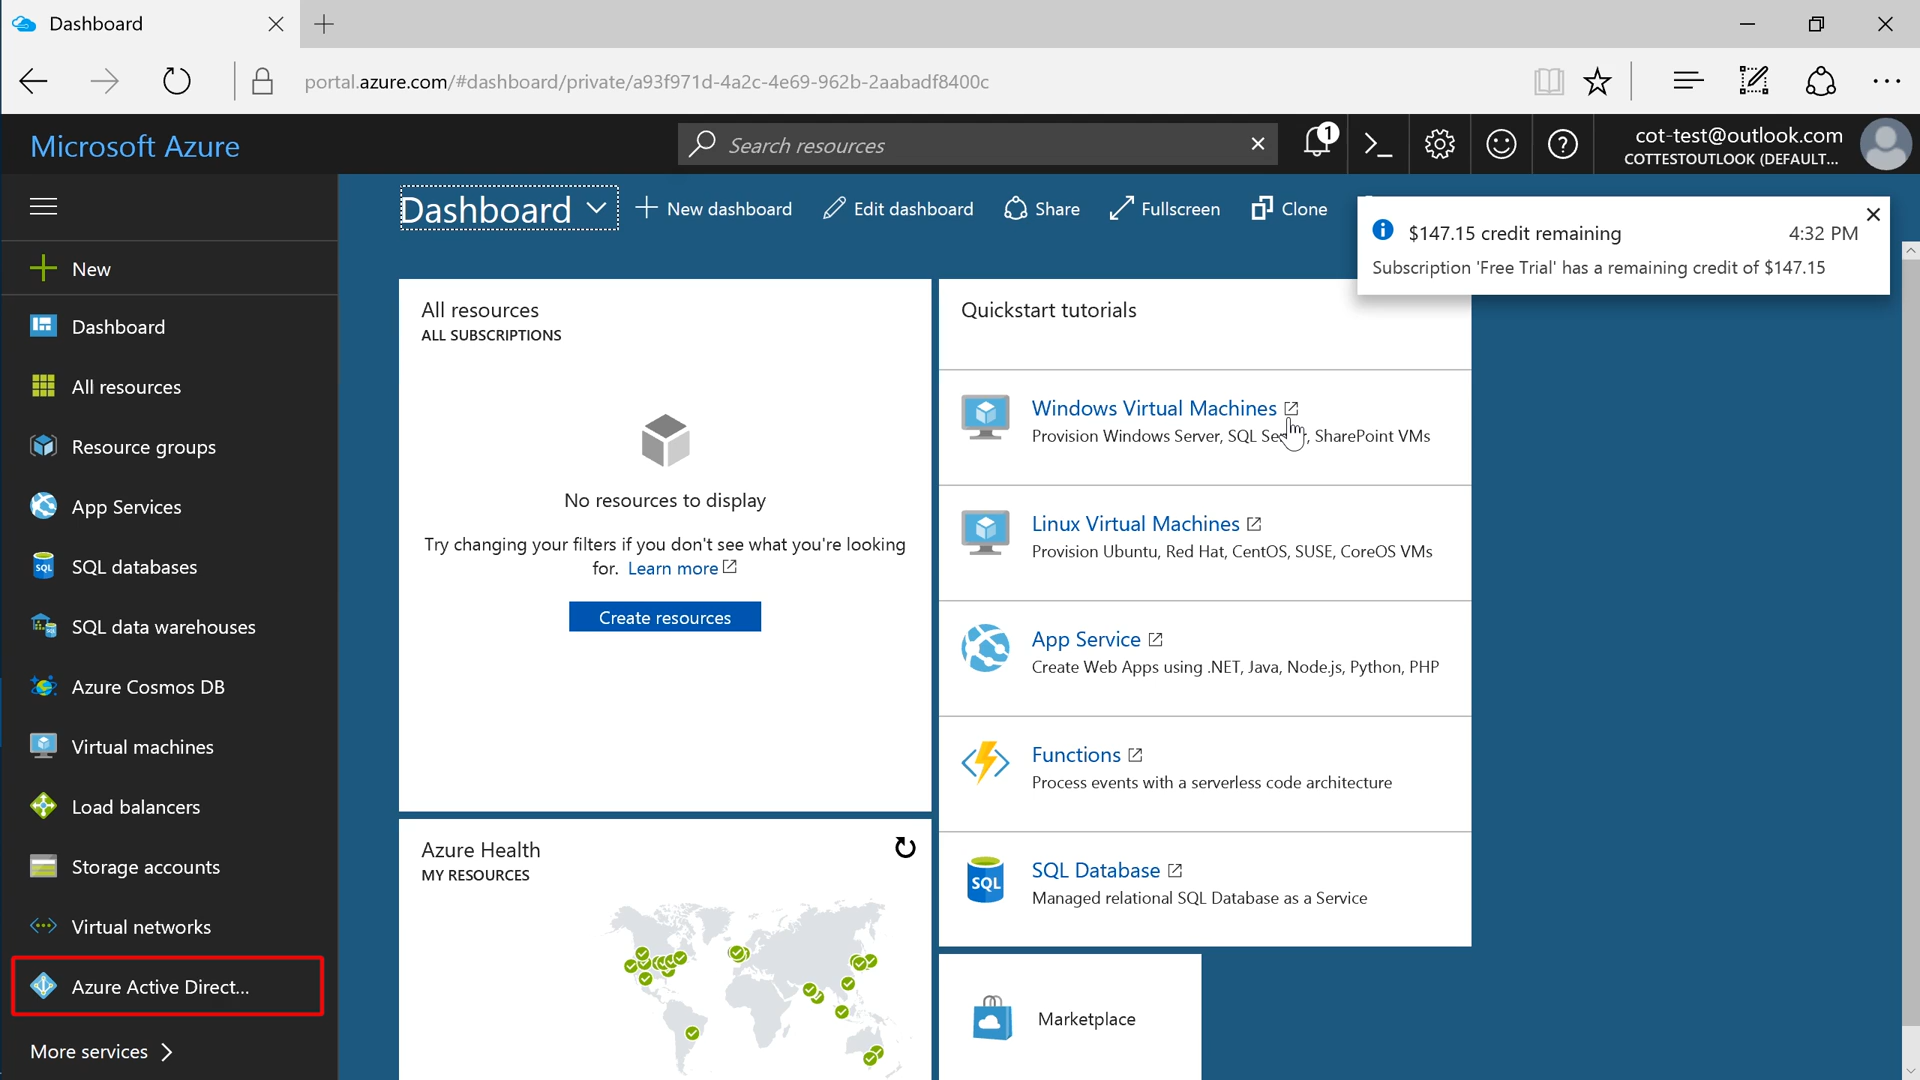 Dashboard
portal.azure.com/#dashboard/private/a93f971d-4a2c-4e69-962b-2aabadf8400c
Microsoft Azure
Search resources
1
cot-test@outlook.com
COTTESTOUTLOOK (DEFAULT...
Dashboard
New dashboard
Edit dashboard
Share
Fullscreen
Clone
$147.15 credit remaining
4:32 PM
Subscription 'Free Trial' has a remaining credit of $147.15
New
Dashboard
All resources
Resource groups
App Services
SQL databases
SQL data warehouses
Azure Cosmos DB
Virtual machines
Load balancers
Storage accounts
Virtual networks
Azure Active Direct...
More services
All resources
ALL SUBSCRIPTIONS
No resources to display
Try changing your filters if you don't see what you're looking
for. Learn more
Create resources
Azure Health
MY RESOURCES
Quickstart tutorials
Windows Virtual Machines
Provision Windows Server, SQL Server, SharePoint VMs
Linux Virtual Machines
Provision Ubuntu, Red Hat, CentOS, SUSE, CoreOS VMs
App Service
Create Web Apps using .NET, Java, Node.js, Python, PHP
Functions
Process events with a serverless code architecture
SQL
SQL Database
Managed relational SQL Database as a Service
Marketplace